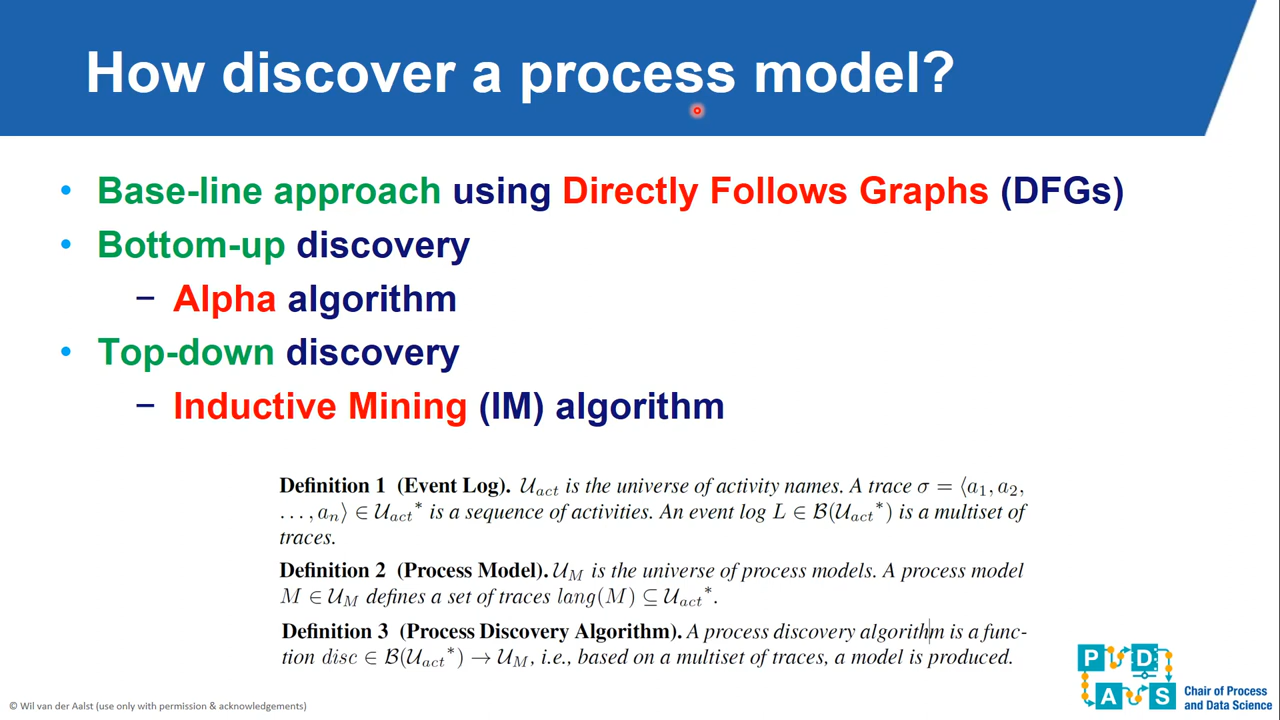 How discover a process model?
• Base-line approach using Directly Follows Graphs (DFGs)
• Bottom-up discovery
– Alpha algorithm
• Top-down discovery
– Inductive Mining (IM) algorithm
Definition 1 (Event Log). 𝒰act is the universe of activity names. A trace σ = ⟨a1, a2,
…, an⟩ ∈ 𝒰act* is a sequence of activities. An event log L ∈ ℬ(𝒰act*) is a multiset of
traces.
Definition 2 (Process Model). 𝒰M is the universe of process models. A process model
M ∈ 𝒰M defines a set of traces lang(M) ⊆ 𝒰act*.
Definition 3 (Process Discovery Algorithm). A process discovery algorithm is a func-
tion disc ∈ ℬ(𝒰act*) → 𝒰M, i.e., based on a multiset of traces, a model is produced.
P D
A S
Chair of Process
and Data Science
© Wil van der Aalst (use only with permission & acknowledgements)